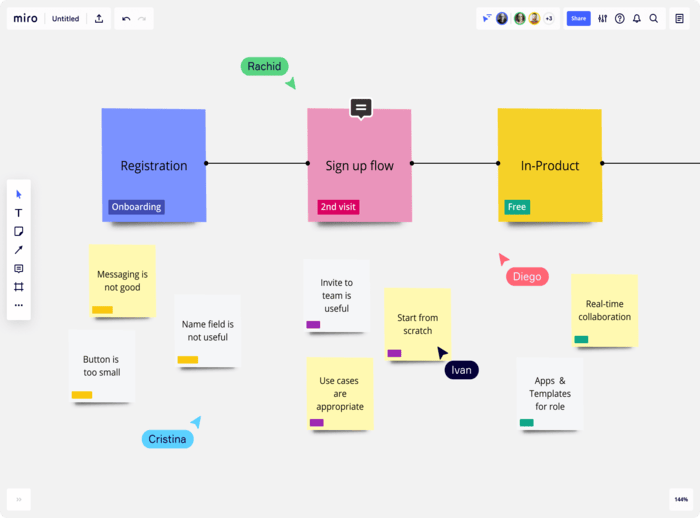 miro
Untitled
+3
Share
Rachid
Registration
Onboarding
Sign up flow
2nd visit
In-Product
Free
Messaging is
not good
Name field is
not useful
Button is
too small
Cristina
Invite to
team is
useful
Start from
scratch
Ivan
Use cases
are
appropriate
Diego
Real-time
collaboration
Apps &
Templates
for role
144%